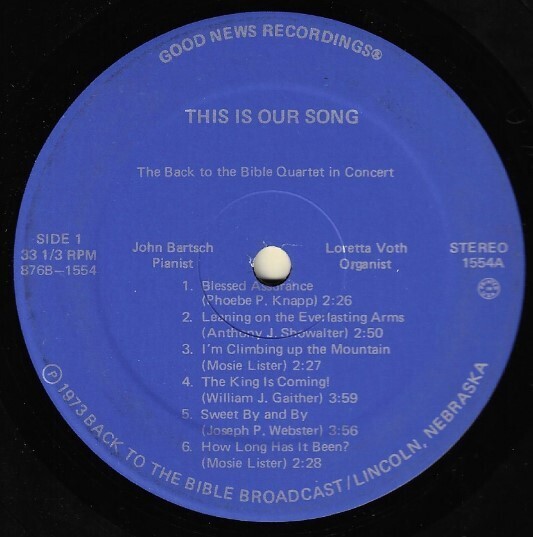 GOOD NEWS RECORDINGS®
THIS IS OUR SONG
The Back to the Bible Quartet in Concert
SIDE 1
33 1/3 RPM
8768-1554
John Bartsch
Pianist
Loretta Voth
Organist
STEREO
1554A
1. Blessed Assurance
(Phoebe P. Knapp) 2:26
2. Leaning on the Everlasting Arms
(Anthony J. Showalter) 2:50
3. I'm Climbing up the Mountain
(Mosie Lister) 2:27
4. The King Is Coming!
(William J. Gaither) 3:59
5. Sweet By and By
(Joseph P. Webster) 3:56
6. How Long Has It Been?
(Mosie Lister) 2:28
Ⓟ 1973 BACK TO THE BIBLE BROADCAST/LINCOLN, NEBRASKA